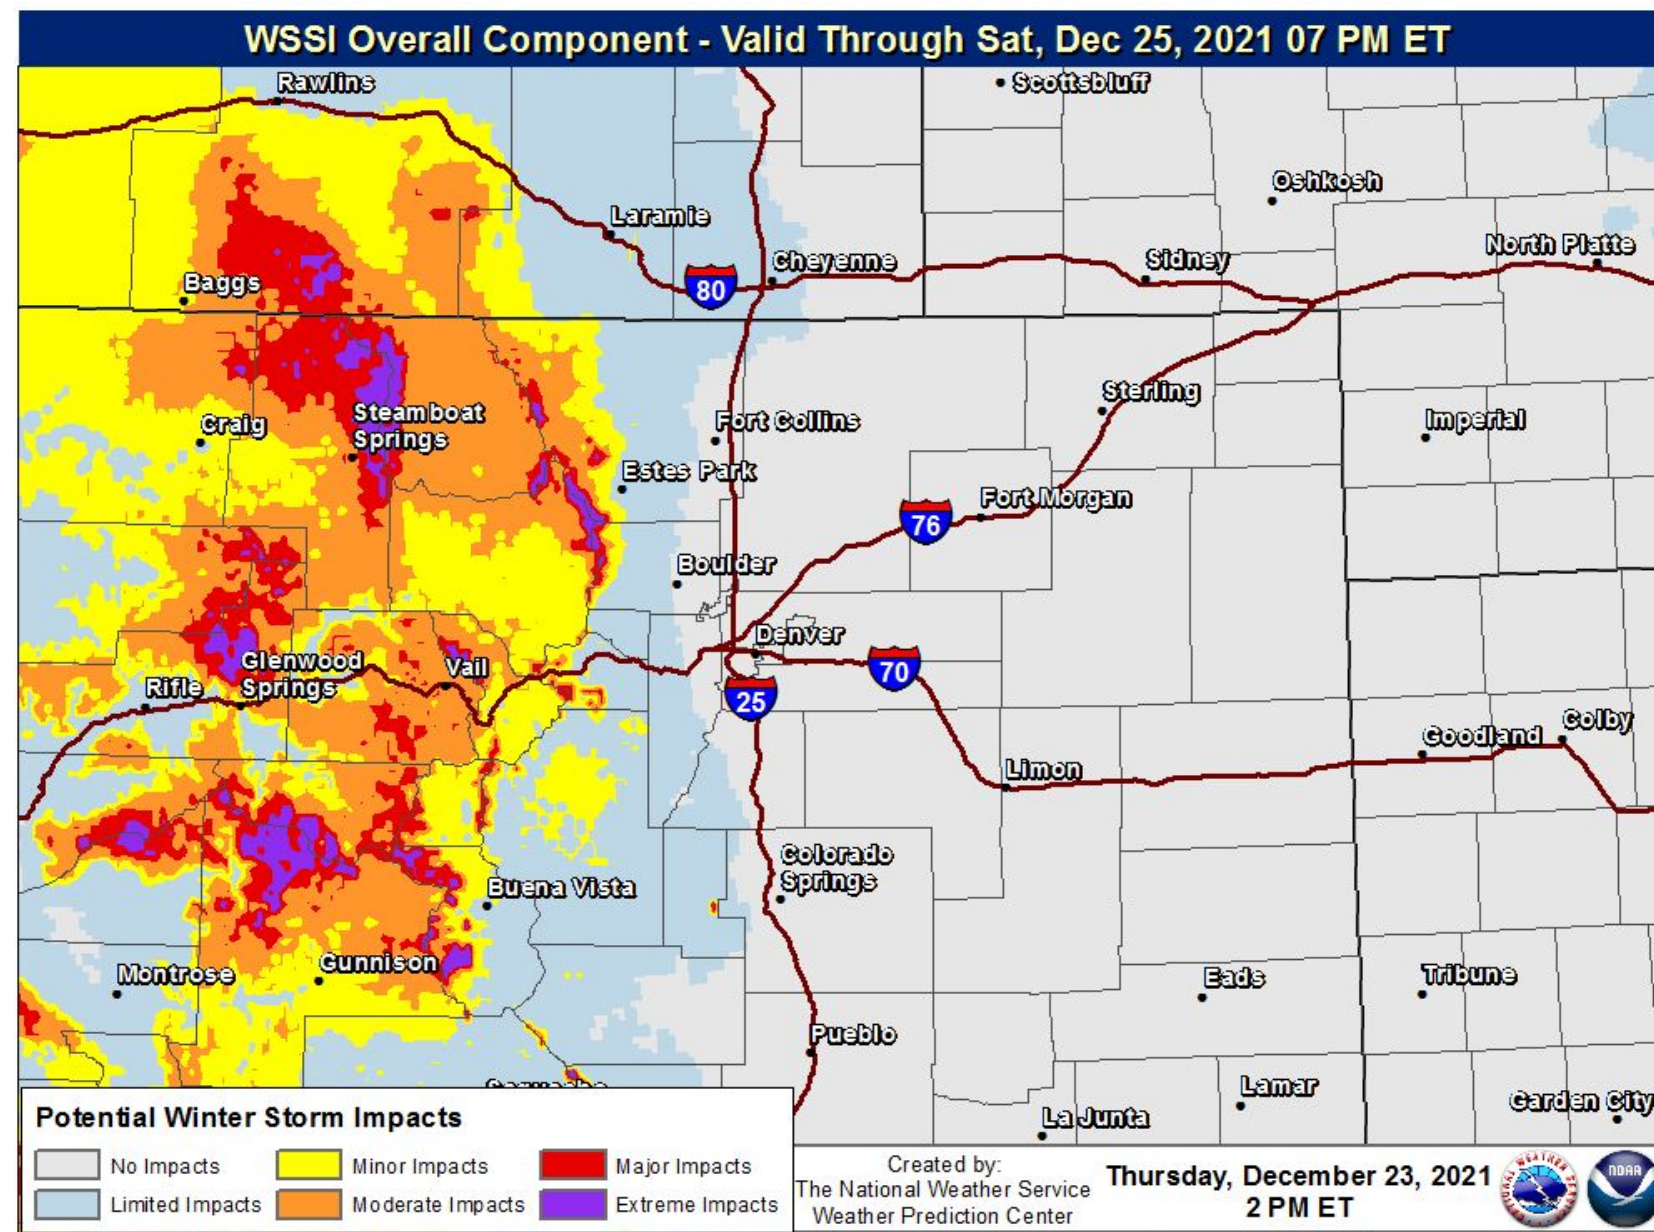 WSSI Overall Component - Valid Through Sat, Dec 25, 2021 07 PM ET
Rawlins
Scottsbluff
Oshkosh
Laramie
North Platte
Cheyenne
Sidney
Baggs
80
Sterling
Steamboat
Springs
Craig
Fort Collins
Imperial
Estes Park
Fort Morgan
76
Boulder
Denver
Glenwood
Springs
Vail
70
Rifle
25
Colby
Goodland
Limon
Colorado
Springs
Buena Vista
Gunnison
Montrose
Eads
Tribune
Pueblo
Lamar
Garden City
La Junta
Potential Winter Storm Impacts
No Impacts
Minor Impacts
Major Impacts
Limited Impacts
Moderate Impacts
Extreme Impacts
Created by:
The National Weather Service
Weather Prediction Center
Thursday, December 23, 2021
2 PM ET
NOAA